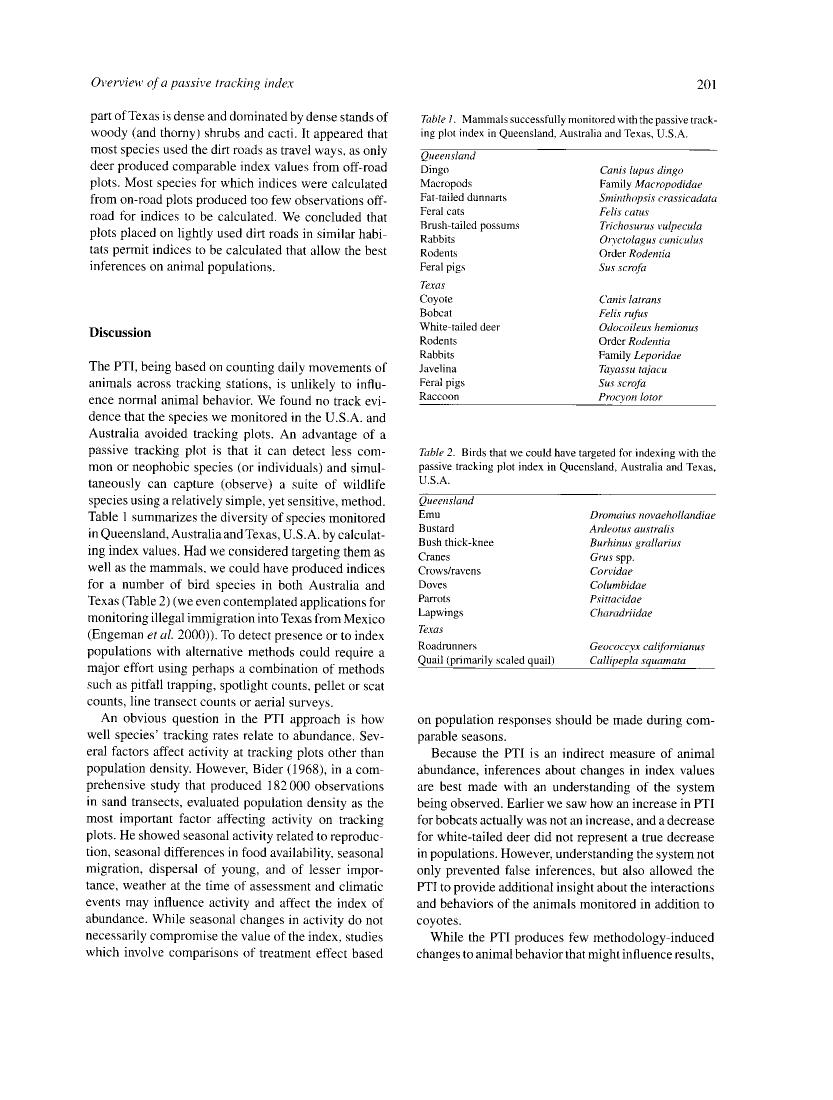 Overview of a passive tracking index
201
part of Texas is dense and dominated by dense stands of
woody (and thorny) shrubs and cacti. It appeared that
most species used the dirt roads as travel ways, as only
deer produced comparable index values from off-road
plots. Most species for which indices were calculated
from on-road plots produced too few observations off-
road for indices to be calculated. We concluded that
plots placed on lightly used dirt roads in similar habi-
tats permit indices to be calculated that allow the best
inferences on animal populations.
Discussion
The PTI, being based on counting daily movements of
animals across tracking stations, is unlikely to influ-
ence normal animal behavior. We found no track evi-
dence that the species we monitored in the U.S.A. and
Australia avoided tracking plots. An advantage of a
passive tracking plot is that it can detect less com-
mon or neophobic species (or individuals) and simul-
taneously can capture (observe) a suite of wildlife
species using a relatively simple, yet sensitive, method.
Table 1 summarizes the diversity of species monitored
in Queensland, Australia and Texas, U.S.A. by calculat-
ing index values. Had we considered targeting them as
well as the mammals, we could have produced indices
for a number of bird species in both Australia and
Texas (Table 2) (we even contemplated applications for
monitoring illegal immigration into Texas from Mexico
(Engeman et al. 2000)). To detect presence or to index
populations with alternative methods could require a
major effort using perhaps a combination of methods
such as pitfall trapping, spotlight counts, pellet or scat
counts, line transect counts or aerial surveys.
An obvious question in the PTI approach is how
well species' tracking rates relate to abundance. Sev-
eral factors affect activity at tracking plots other than
population density. However, Bider (1968), in a com-
prehensive study that produced 182 000 observations
in sand transects, evaluated population density as the
most important factor affecting activity on tracking
plots. He showed seasonal activity related to reproduc-
tion, seasonal differences in food availability, seasonal
migration, dispersal of young, and of lesser impor-
tance, weather at the time of assessment and climatic
events may influence activity and affect the index of
abundance. While seasonal changes in activity do not
necessarily compromise the value of the index, studies
which involve comparisons of treatment effect based
Table 1. Mammals successfully monitored with the passive track-
ing plot index in Queensland, Australia and Texas, U.S.A.
Queensland
Dingo Canis lupus dingo
Macropods Family Macropodidae
Fat-tailed dunnarts Sminthopsis crassicadata
Feral cats Felis catus
Brush-tailed possums Trichosurus vulpecula
Rabbits Oryctolagus cuniculus
Rodents Order Rodentia
Feral pigs Sus scrofa
Texas
Coyote Canis latrans
Bobcat Felis rufus
White-tailed deer Odocoileus hemionus
Rodents Order Rodentia
Rabbits Family Leporidae
Javelina Tayassu tajacu
Feral pigs Sus scrofa
Raccoon Procyon lotor
Table 2. Birds that we could have targeted for indexing with the
passive tracking plot index in Queensland, Australia and Texas,
U.S.A.
Queensland
Emu Dromaius novaehollandiae
Bustard Ardeotus australis
Bush thick-knee Burhinus grallarius
Cranes Grus spp.
Crows/ravens Corvidae
Doves Columbidae
Parrots Psittacidae
Lapwings Charadriidae
Texas
Roadrunners Geococcyx californianus
Quail (primarily scaled quail) Callipepla squamata
on population responses should be made during com-
parable seasons.
Because the PTI is an indirect measure of animal
abundance, inferences about changes in index values
are best made with an understanding of the system
being observed. Earlier we saw how an increase in PTI
for bobcats actually was not an increase, and a decrease
for white-tailed deer did not represent a true decrease
in populations. However, understanding the system not
only prevented false inferences, but also allowed the
PTI to provide additional insight about the interactions
and behaviors of the animals monitored in addition to
coyotes.
While the PTI produces few methodology-induced
changes to animal behavior that might influence results,